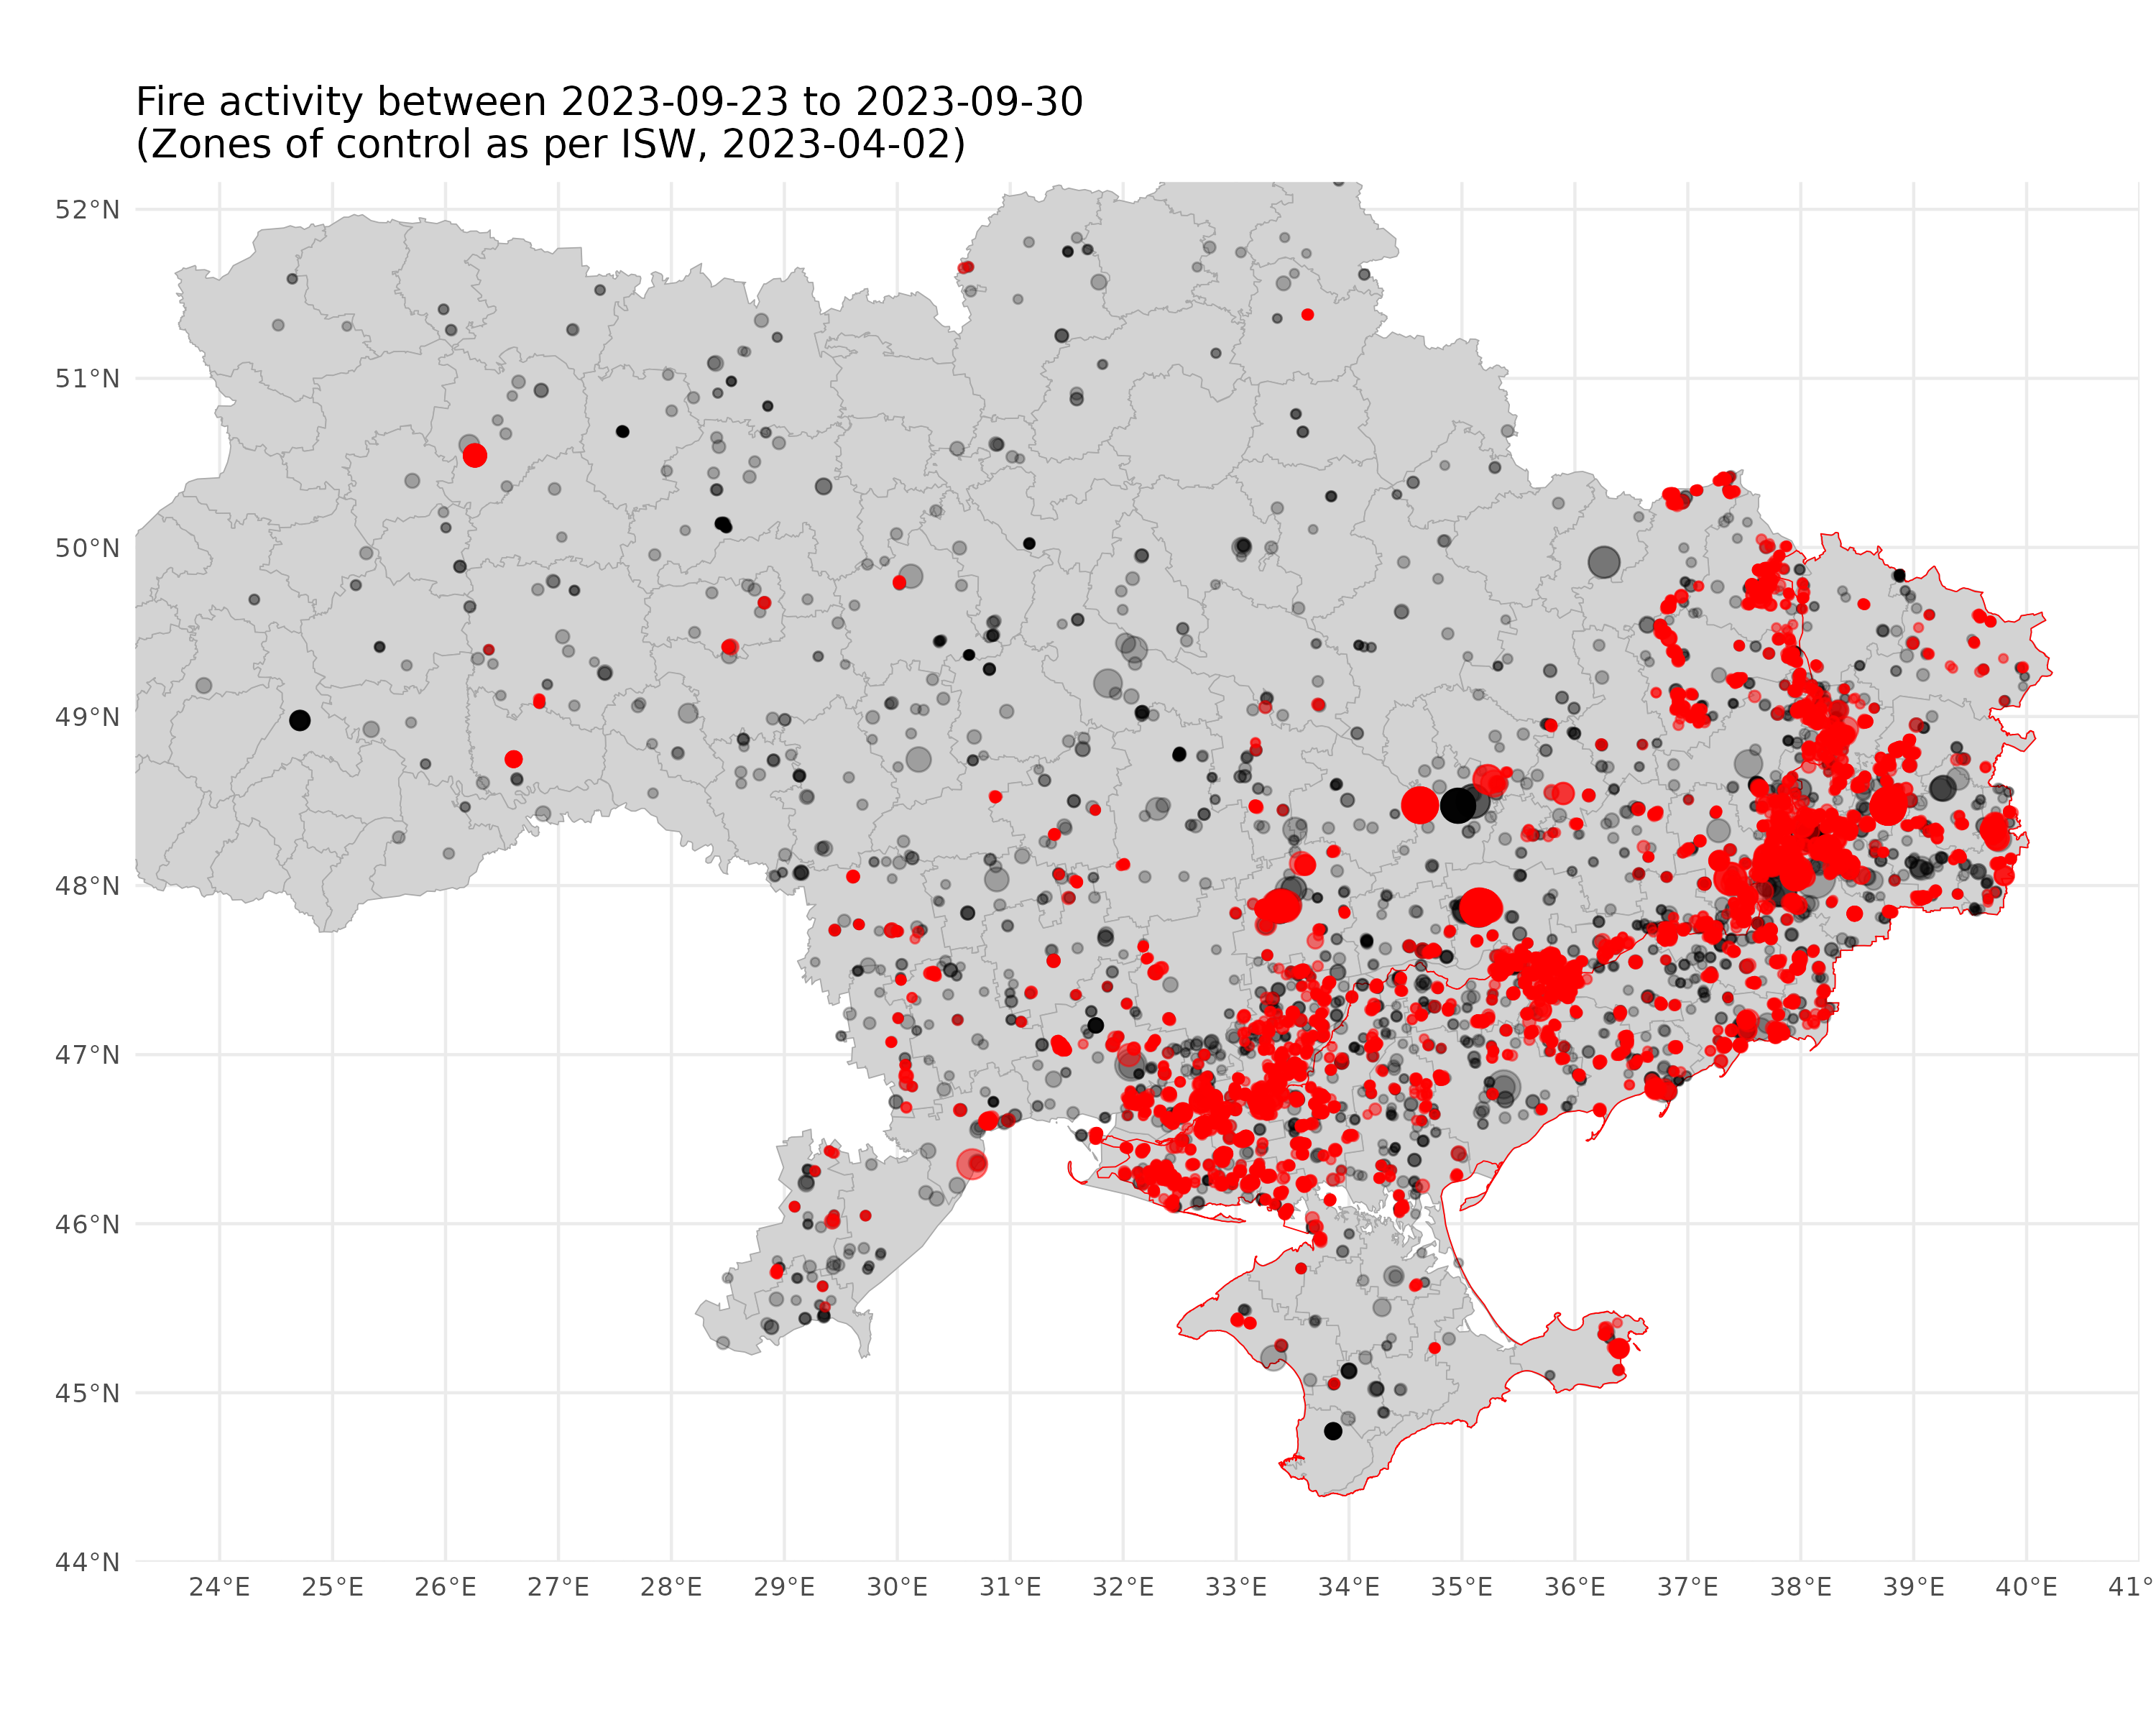 Fire activity between 2023-09-23 to 2023-09-30
(Zones of control as per ISW, 2023-04-02)
52°N
51°N
50°N
49°N
48°N
47°N
46°N
45°N
44°N
24°E 25°E 26°E 27°E 28°E 29°E 30°E 31°E 32°E 33°E 34°E 35°E 36°E 37°E 38°E 39°E 40°E 41°